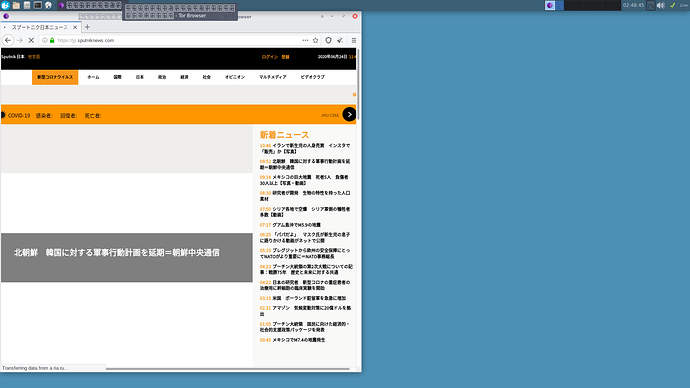 02:48:45
- Tor Browser
スプートニク日本ニュース
https://jp.sputniknews.com
Sputnik 日本
ログイン 登録
2020年06月24日 11:4
新型コロナウイルス ホーム 国際 日本 政治 経済 社会 オピニオン マルチメディア ビデオクラブ
COVID-19 感染者: 回復者: 死亡者:
新着ニュース
10:46 イランで新生児の人身売買 インスタで
「販売」か【写真】
09:52 北朝鮮 韓国に対する軍事行動計画を延
期=朝鮮中央通信
09:24 メキシコの巨大地震 死者5人 負傷者
30人以上【写真・動画】
08:38 研究者が開発 生物の特性を持った人口
素材
07:50 シリア各地で空爆 シリア軍側の犠牲者
多数【動画】
07:17 グアム島沖でM5.9の地震
06:25 「パパだよ」 マスク氏が新生児の息子
に語りかける動画がネットで公開
05:32 ブレグジットから欧州の安全保障にとっ
てNATOがより重要に=NATO事務総長
04:23 プーチン大統領の第2次大戦についての記
事:戦勝75年 歴史と未来に対する共通
04:22 日本の研究者 新型コロナの重症患者の
治療用に幹細胞の臨床実験を開始
03:15 米国 ポーランド駐留軍を急激に増加
02:12 アマゾン 気候変動対策に20億ドルを拠
出
01:05 プーチン大統領 国民に向けた経済的・
社会的支援政策パッケージを発表
00:45 メキシコでM7.4の地震発生
北朝鮮 韓国に対する軍事行動計画を延期=朝鮮中央通信
Transferring data from a.ria.ru...